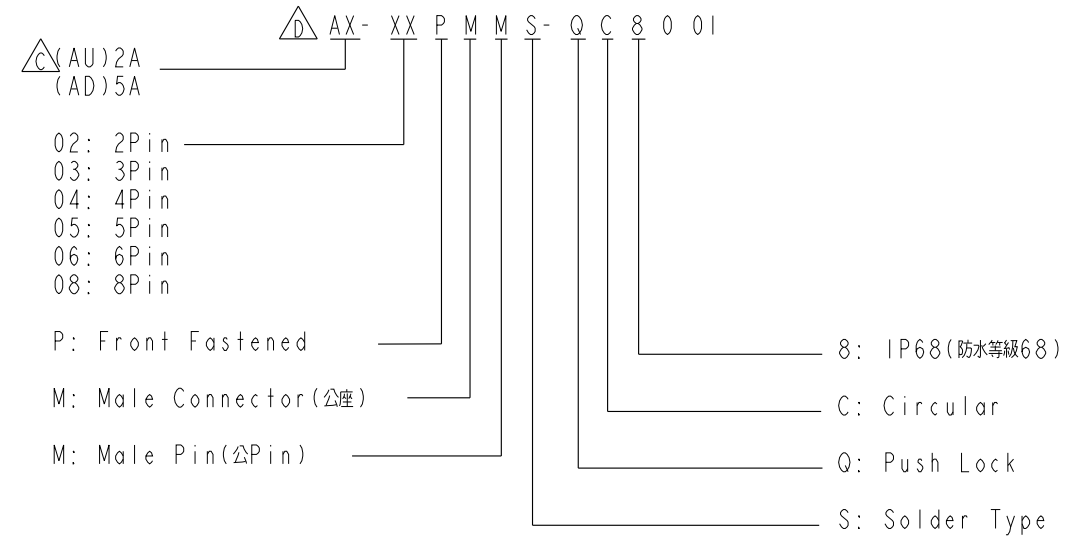 D AX- XX P M M S- Q C 8 0 01
C (AU)2A
(AD)5A
02: 2Pin
03: 3Pin
04: 4Pin
05: 5Pin
06: 6Pin
08: 8Pin
P: Front Fastened
8: IP68(防水等級68)
M: Male Connector(公座)
C: Circular
M: Male Pin(公Pin)
Q: Push Lock
S: Solder Type